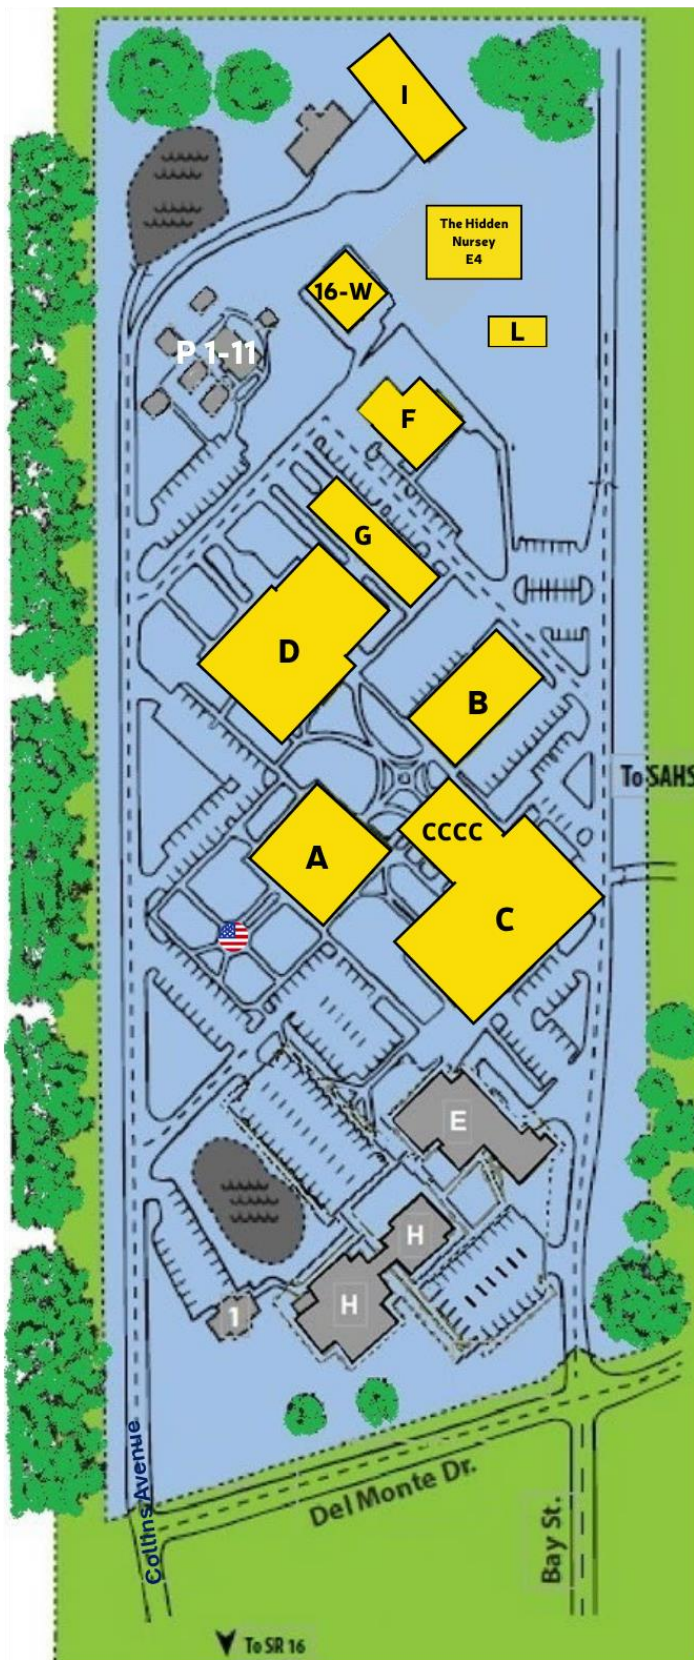 I
The Hidden
Nursey
E4
16-W
L
P 1-11
F
G
D
B
To SAHS
CCCC
A
C
E
H
H
1
Collins Avenue
Del Monte Dr.
Bay St.
To SR 16